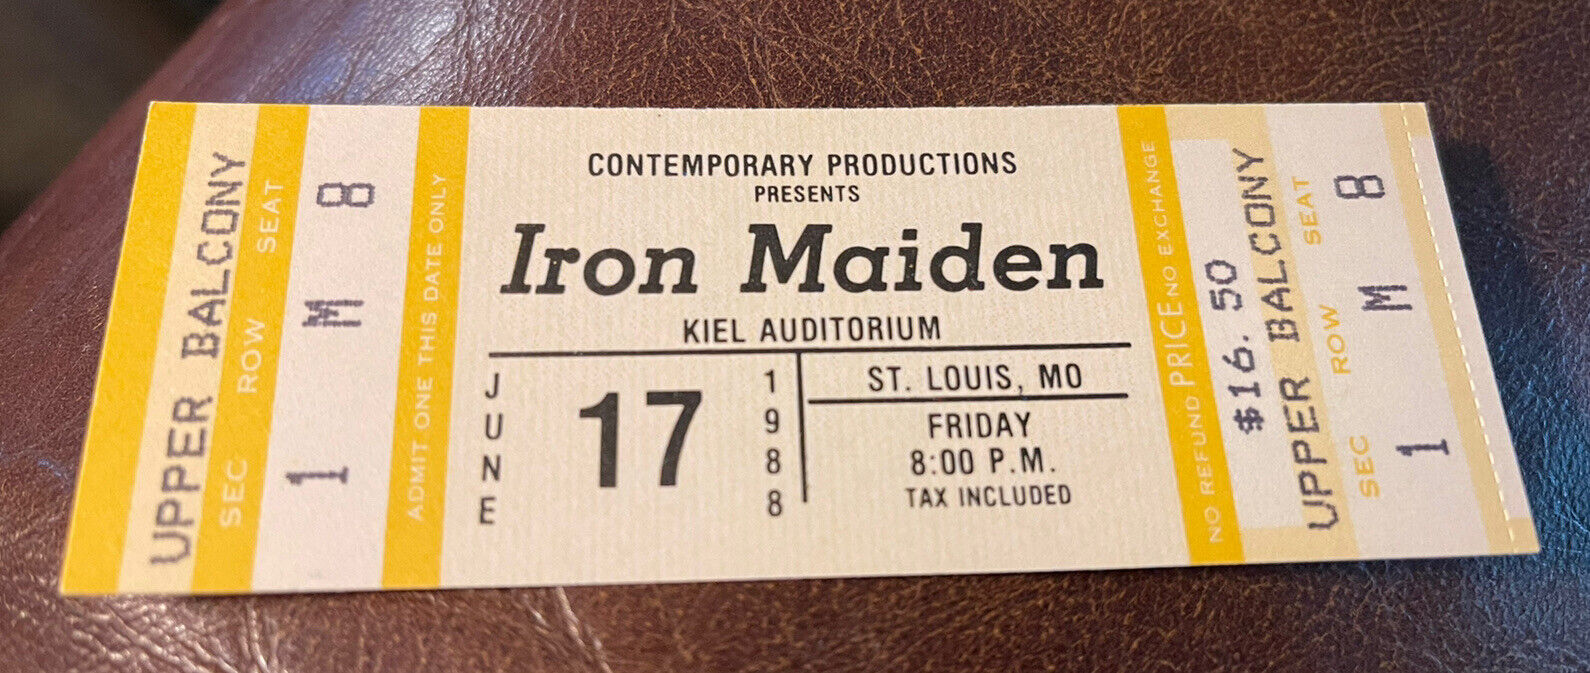 UPPER BALCONY
SEC ROW SEAT
1 M 8
ADMIT ONE THIS DATE ONLY
CONTEMPORARY PRODUCTIONS
PRESENTS
Iron Maiden
KIEL AUDITORIUM
JUNE
17
1988
ST. LOUIS, MO
FRIDAY
8:00 P.M.
TAX INCLUDED
NO REFUND PRICE NO EXCHANGE
$16.50
UPPER BALCONY
SEC ROW SEAT
1 M 8